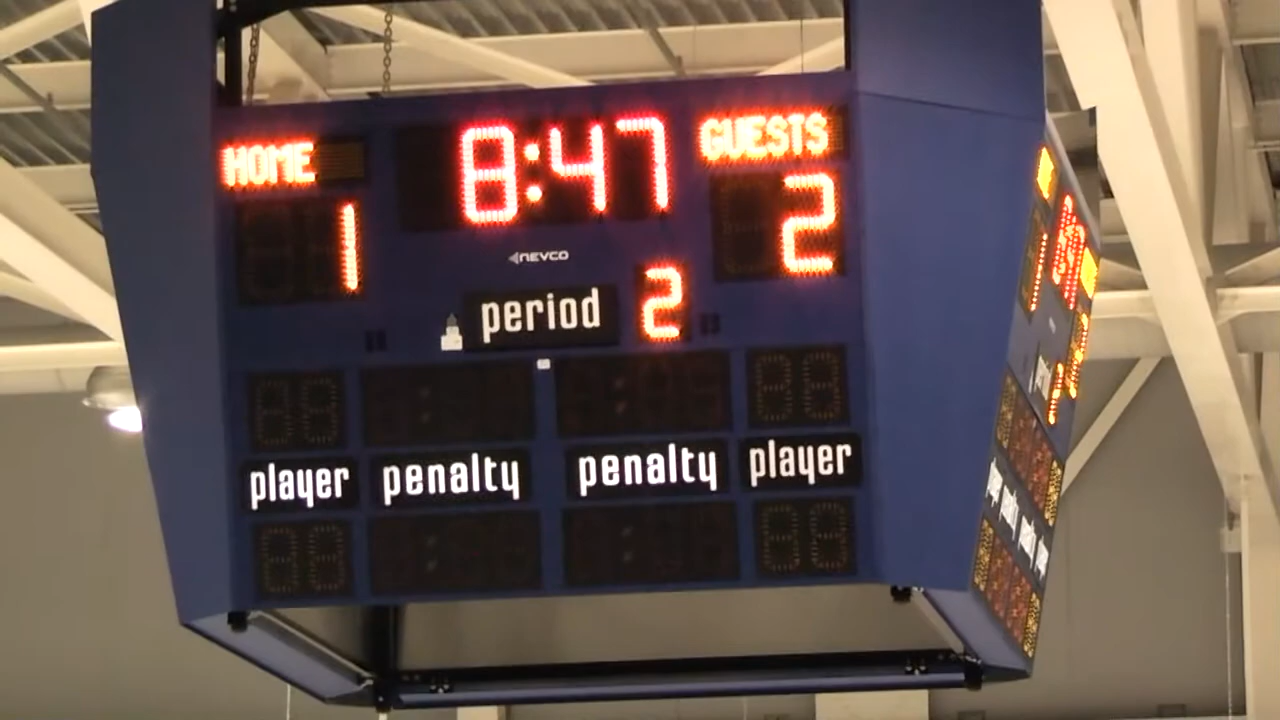 HOME 8:47 GUESTS
1 2
NEVCO
period 2
player penalty penalty player